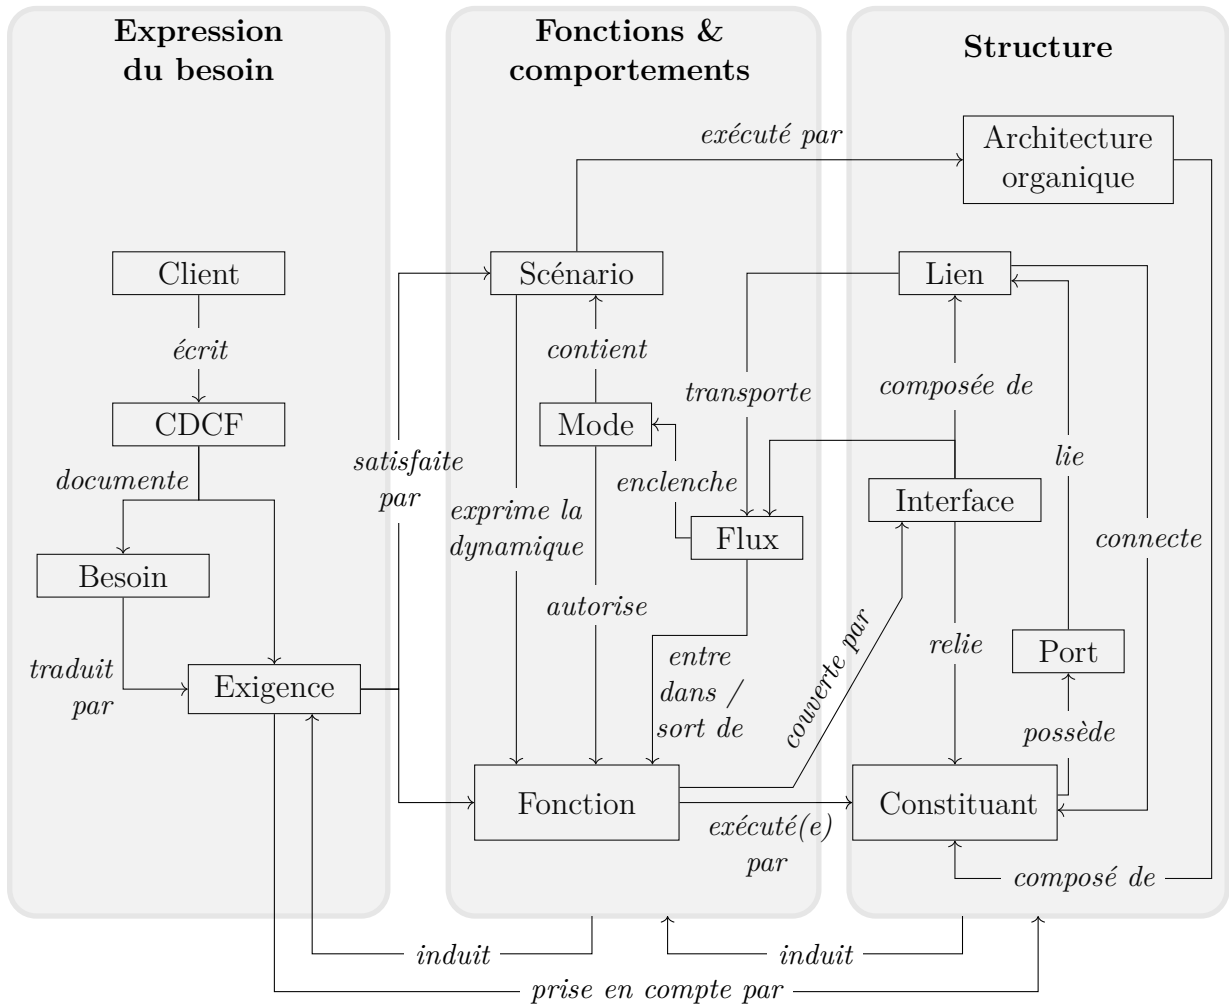 Expression
du besoin
Fonctions &
comportements
Structure
exécuté par
Architecture
organique
Client
Scénario
Lien
écrit
contient
transporte
composée de
CDCF
Mode
documente
satisfaite
par
enclenche
lie
Interface
exprime la
dynamique
Flux
connecte
Besoin
autorise
relie
Port
traduit
par
Exigence
entre
dans /
sort de
couverte par
possède
Fonction
exécuté(e)
par
Constituant
composé de
induit
induit
prise en compte par